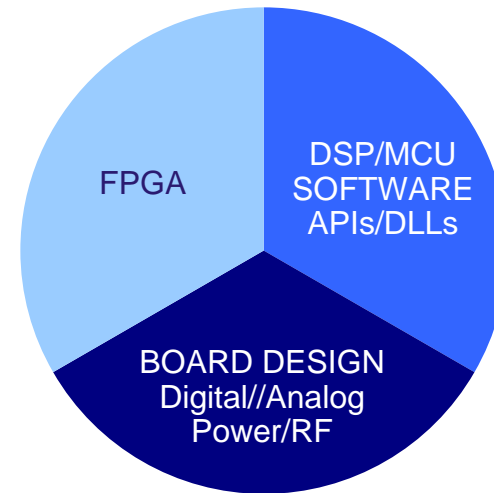 FPGA
DSP/MCU
SOFTWARE
APIs/DLLs
BOARD DESIGN
Digital//Analog
Power/RF